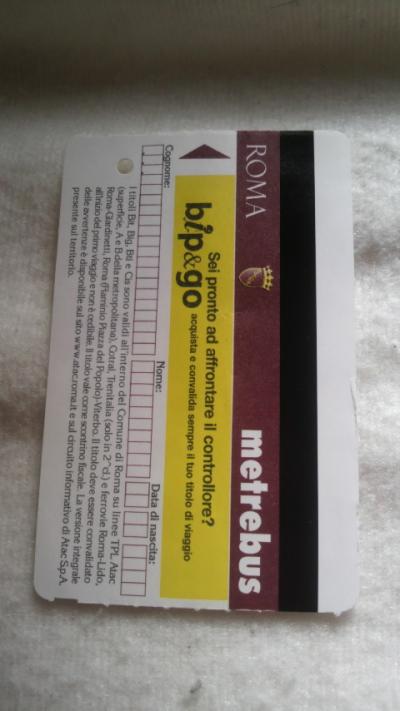 ROMA
metrebus
Sei pronto ad affrontare il controllore?
bip&go acquista e convalida sempre il tuo titolo di viaggio
Cognome: Nome: Data di nascita:
I titoli Bit, Big, Bti e Cis sono validi all'interno del Comune di Roma su linee TPL, Atac
(superficie, A e B della metropolitana), Cotral, Trenitalia (solo in 2^cl.) e ferrovie Roma-Lido,
Roma-Giardinetti, Roma (Flaminio Piazza del Popolo)-Viterbo. Il titolo deve essere convalidato
all'inizio del primo viaggio e non è cedibile. Il titolo vale come scontrino fiscale. La versione integrale
delle avvertenze è disponibile sul sito www.atac.roma.it e sul circuito informativo di Atac S.p.A.
presente sul territorio.